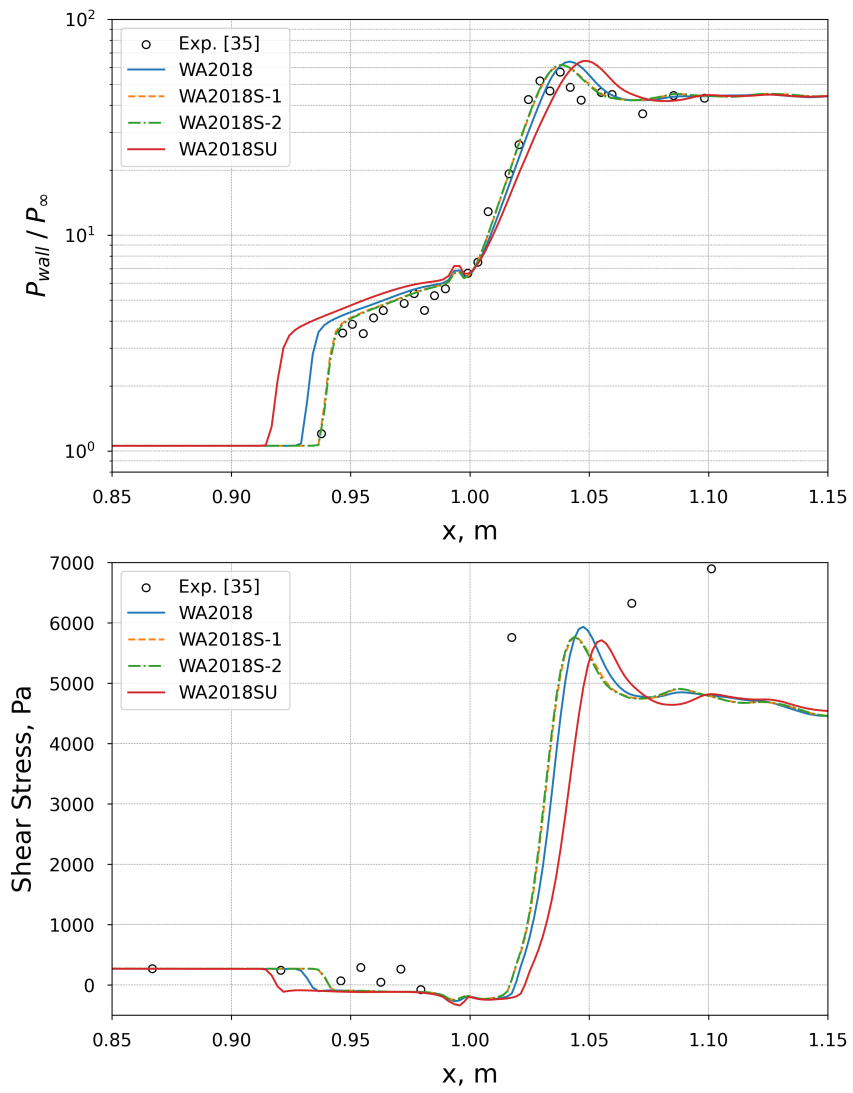 10²
Exp. [35]
WA2018
WA2018S-1
WA2018S-2
WA2018SU
10¹
10⁰
P_wall / P_∞
0.85 0.90 0.95 1.00 1.05 1.10 1.15
x, m
7000
Exp. [35]
WA2018
WA2018S-1
WA2018S-2
WA2018SU
6000
5000
4000
3000
2000
1000
0
Shear Stress, Pa
0.85 0.90 0.95 1.00 1.05 1.10 1.15
x, m